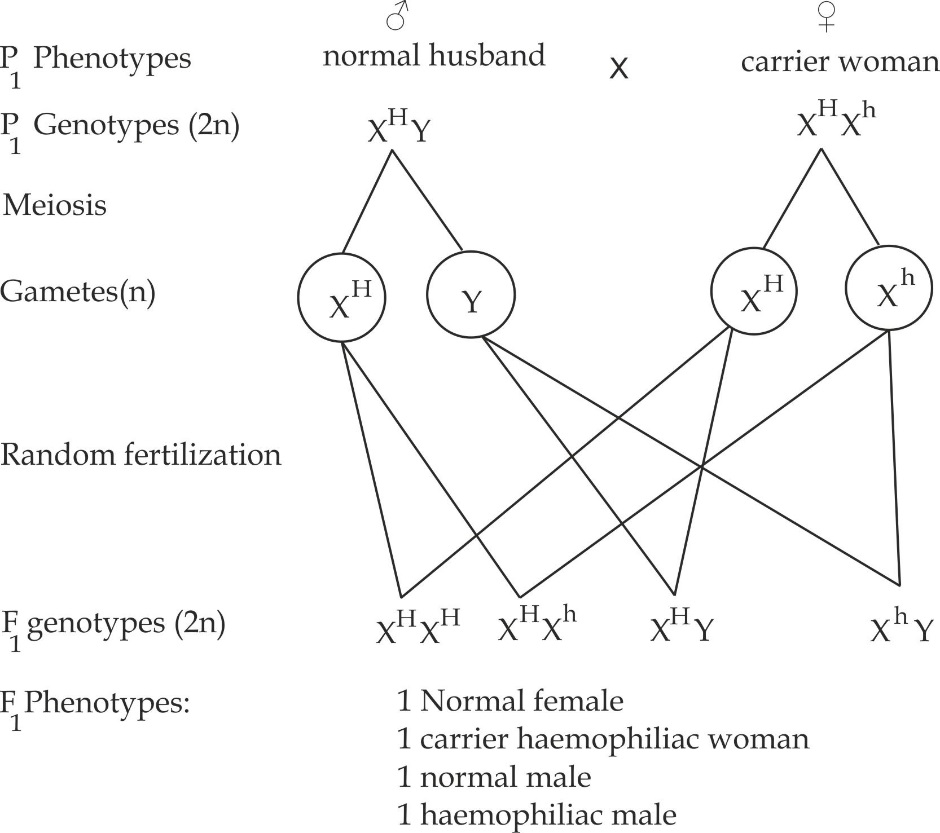 ♂ ♀
P₁ Phenotypes normal husband x carrier woman
P₁ Genotypes (2n) XᴴY XᴴXʰ
Meiosis
Gametes(n) Xᴴ Y Xᴴ Xʰ
Random fertilization
F₁ genotypes (2n) XᴴXᴴ XᴴXʰ XᴴY XʰY
F₁ Phenotypes: 1 Normal female
1 carrier haemophiliac woman
1 normal male
1 haemophiliac male